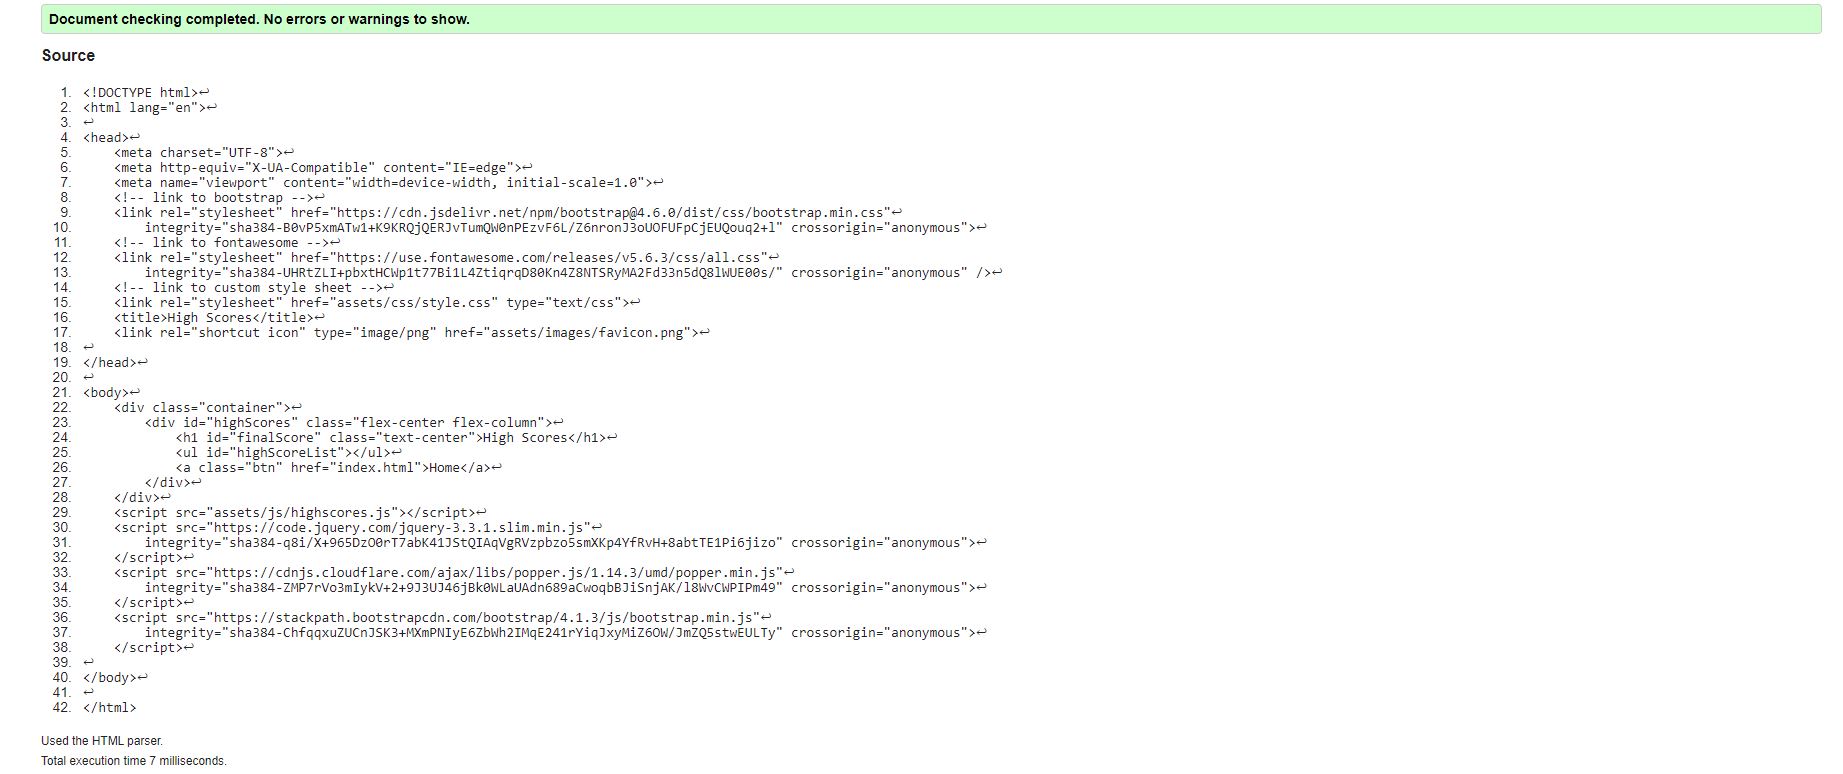 Document checking completed. No errors or warnings to show.
Source
1. <!DOCTYPE html>↩
2. <html lang="en">↩
3. ↩
4. <head>↩
5.     <meta charset="UTF-8">↩
6.     <meta http-equiv="X-UA-Compatible" content="IE=edge">↩
7.     <meta name="viewport" content="width=device-width, initial-scale=1.0">↩
8.     <!-- link to bootstrap -->↩
9.     <link rel="stylesheet" href="https://cdn.jsdelivr.net/npm/bootstrap@4.6.0/dist/css/bootstrap.min.css"↩
10.         integrity="sha384-B0vP5xmATw1+K9KRQjQERJvTumQW0nPEzvF6L/Z6nronJ3oUOFUFpCjEUQouq2+l" crossorigin="anonymous">↩
11.     <!-- link to fontawesome -->↩
12.     <link rel="stylesheet" href="https://use.fontawesome.com/releases/v5.6.3/css/all.css"↩
13.         integrity="sha384-UHRtZLI+pbxtHCWp1t77Bi1L4ZtiqrqD80Kn4Z8NTSRyMA2Fd33n5dQ8lWUE00s/" crossorigin="anonymous" />↩
14.     <!-- link to custom style sheet -->↩
15.     <link rel="stylesheet" href="assets/css/style.css" type="text/css">↩
16.     <title>High Scores</title>↩
17.     <link rel="shortcut icon" type="image/png" href="assets/images/favicon.png">↩
18. ↩
19. </head>↩
20. ↩
21. <body>↩
22.     <div class="container">↩
23.         <div id="highScores" class="flex-center flex-column">↩
24.             <h1 id="finalScore" class="text-center">High Scores</h1>↩
25.             <ul id="highScoreList"></ul>↩
26.             <a class="btn" href="index.html">Home</a>↩
27.         </div>↩
28.     </div>↩
29.     <script src="assets/js/highscores.js"></script>↩
30.     <script src="https://code.jquery.com/jquery-3.3.1.slim.min.js"↩
31.         integrity="sha384-q8i/X+965DzO0rT7abK41JStQIAqVgRVzpbzo5smXKp4YfRvH+8abtTE1Pi6jizo" crossorigin="anonymous">↩
32.     </script>↩
33.     <script src="https://cdnjs.cloudflare.com/ajax/libs/popper.js/1.14.3/umd/popper.min.js"↩
34.         integrity="sha384-ZMP7rVo3mIykV+2+9J3UJ46jBk0WLaUAdn689aCwoqbBJiSnjAK/l8WvCWPIPm49" crossorigin="anonymous">↩
35.     </script>↩
36.     <script src="https://stackpath.bootstrapcdn.com/bootstrap/4.1.3/js/bootstrap.min.js"↩
37.         integrity="sha384-ChfqqxuZUCnJSK3+MXmPNIyE6ZbWh2IMqE241rYiqJxyMiZ6OW/JmZQ5stwEULTy" crossorigin="anonymous">↩
38.     </script>↩
39. ↩
40. </body>↩
41. ↩
42. </html>
Used the HTML parser.
Total execution time 7 milliseconds.